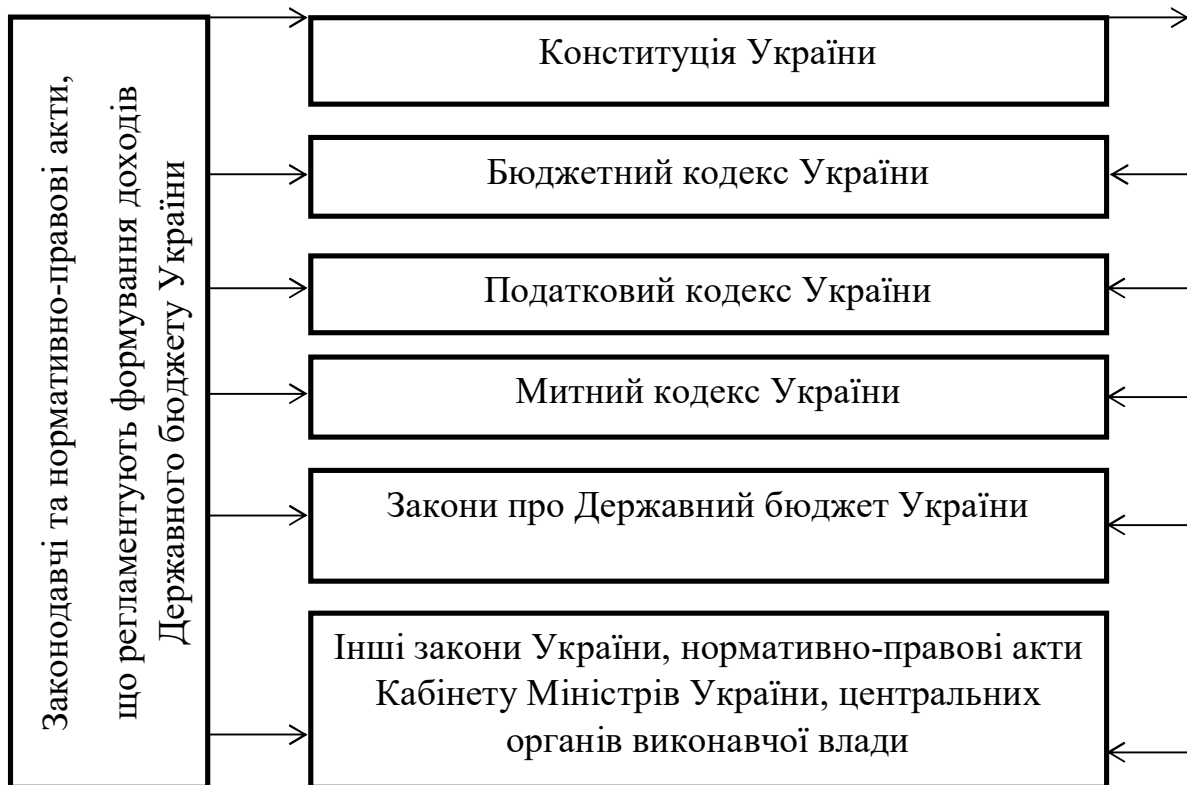 Законодавчі та нормативно-правові акти,
що регламентують формування доходів
Державного бюджету України
Конституція України
Бюджетний кодекс України
Податковий кодекс України
Митний кодекс України
Закони про Державний бюджет України
Інші закони України, нормативно-правові акти
Кабінету Міністрів України, центральних
органів виконавчої влади